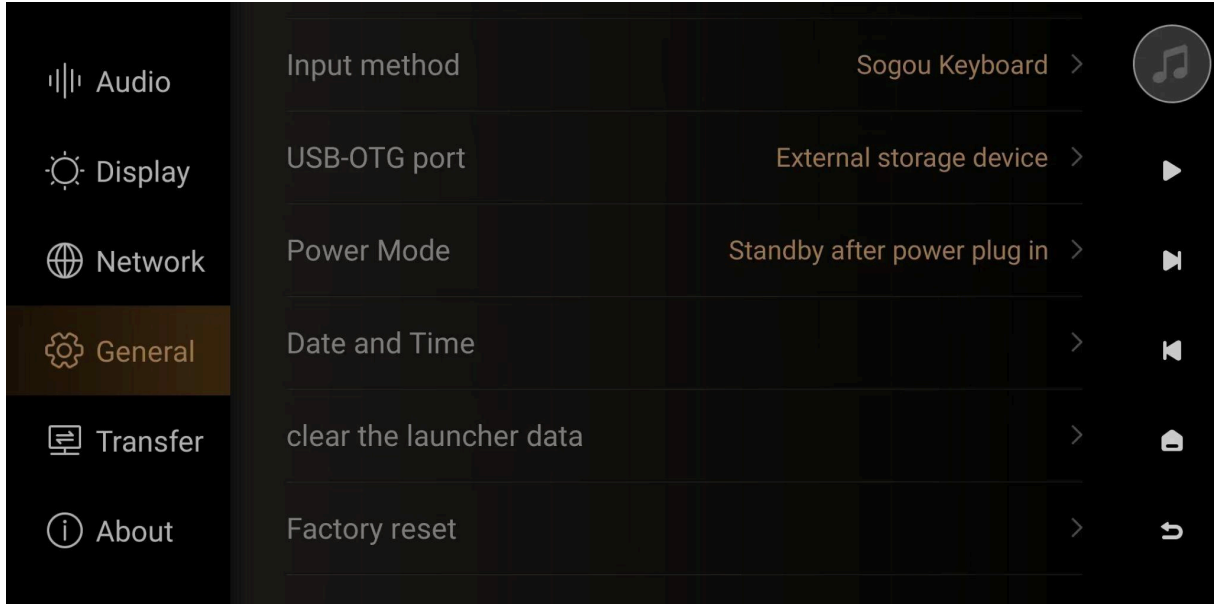 Audio
Display
Network
General
Transfer
About
Input method Sogou Keyboard
USB-OTG port External storage device
Power Mode Standby after power plug in
Date and Time
clear the launcher data
Factory reset